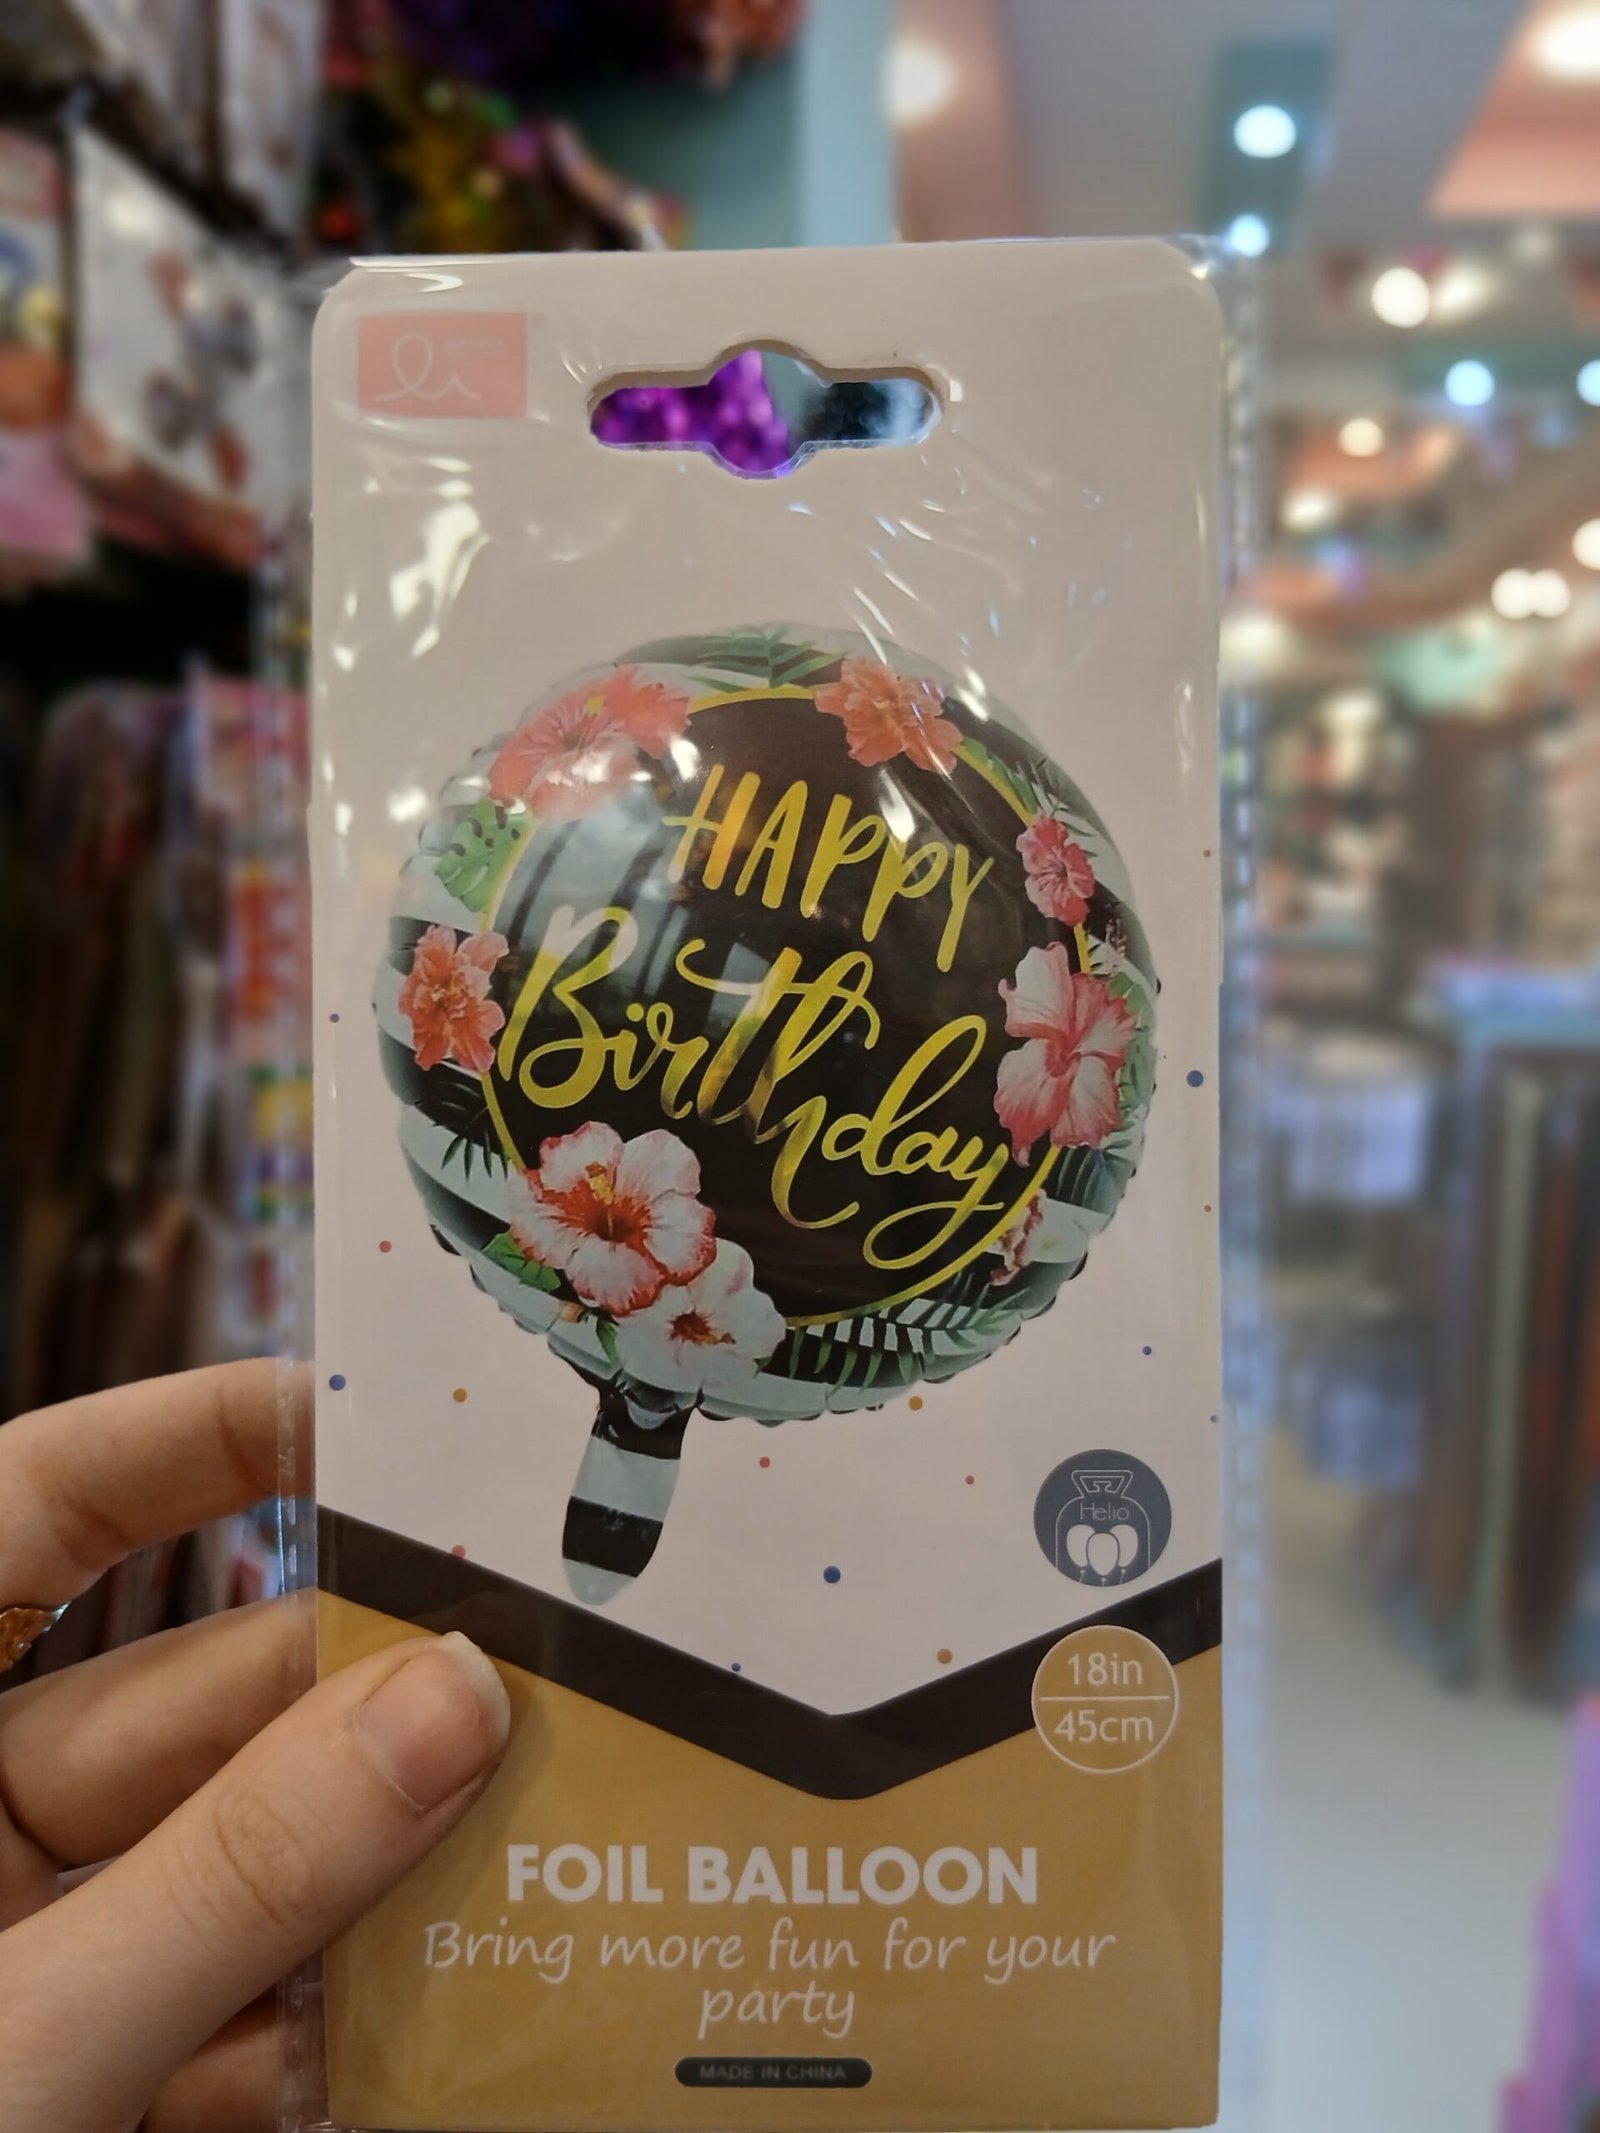 HAPPY
Birthday
Helio
18in
45cm
FOIL BALLOON
Bring more fun for your
party
MADE IN CHINA